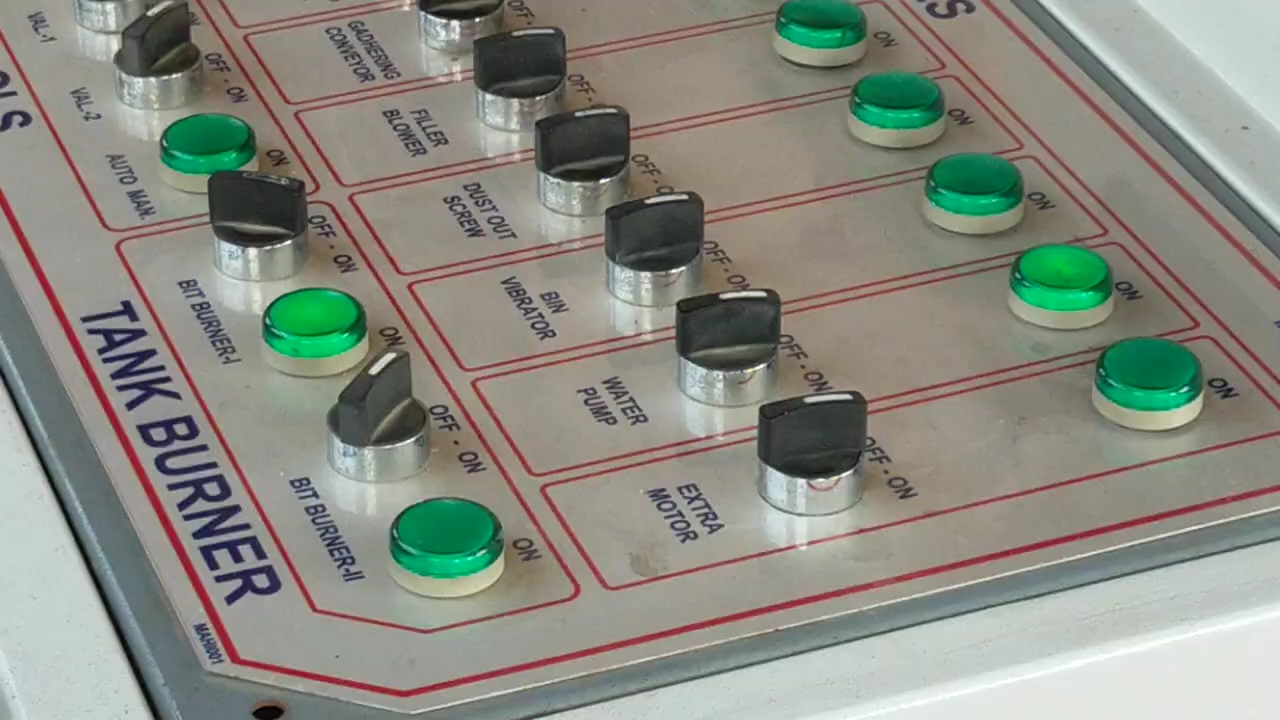 VAL-1
OFF - ON
VAL-2
ON
AUTO MAN.
OFF - ON
BIT BURNER-I
ON
OFF - ON
BIT BURNER-II
ON
TANK BURNER
MAHI001
GADHERING
CONVEYOR
OFF
ON
FILLER
BLOWER
OFF -
ON
DUST OUT
SCREW
OFF -
ON
BIN
VIBRATOR
OFF - ON
ON
WATER
PUMP
OFF - ON
ON
EXTRA
MOTOR
OFF - ON